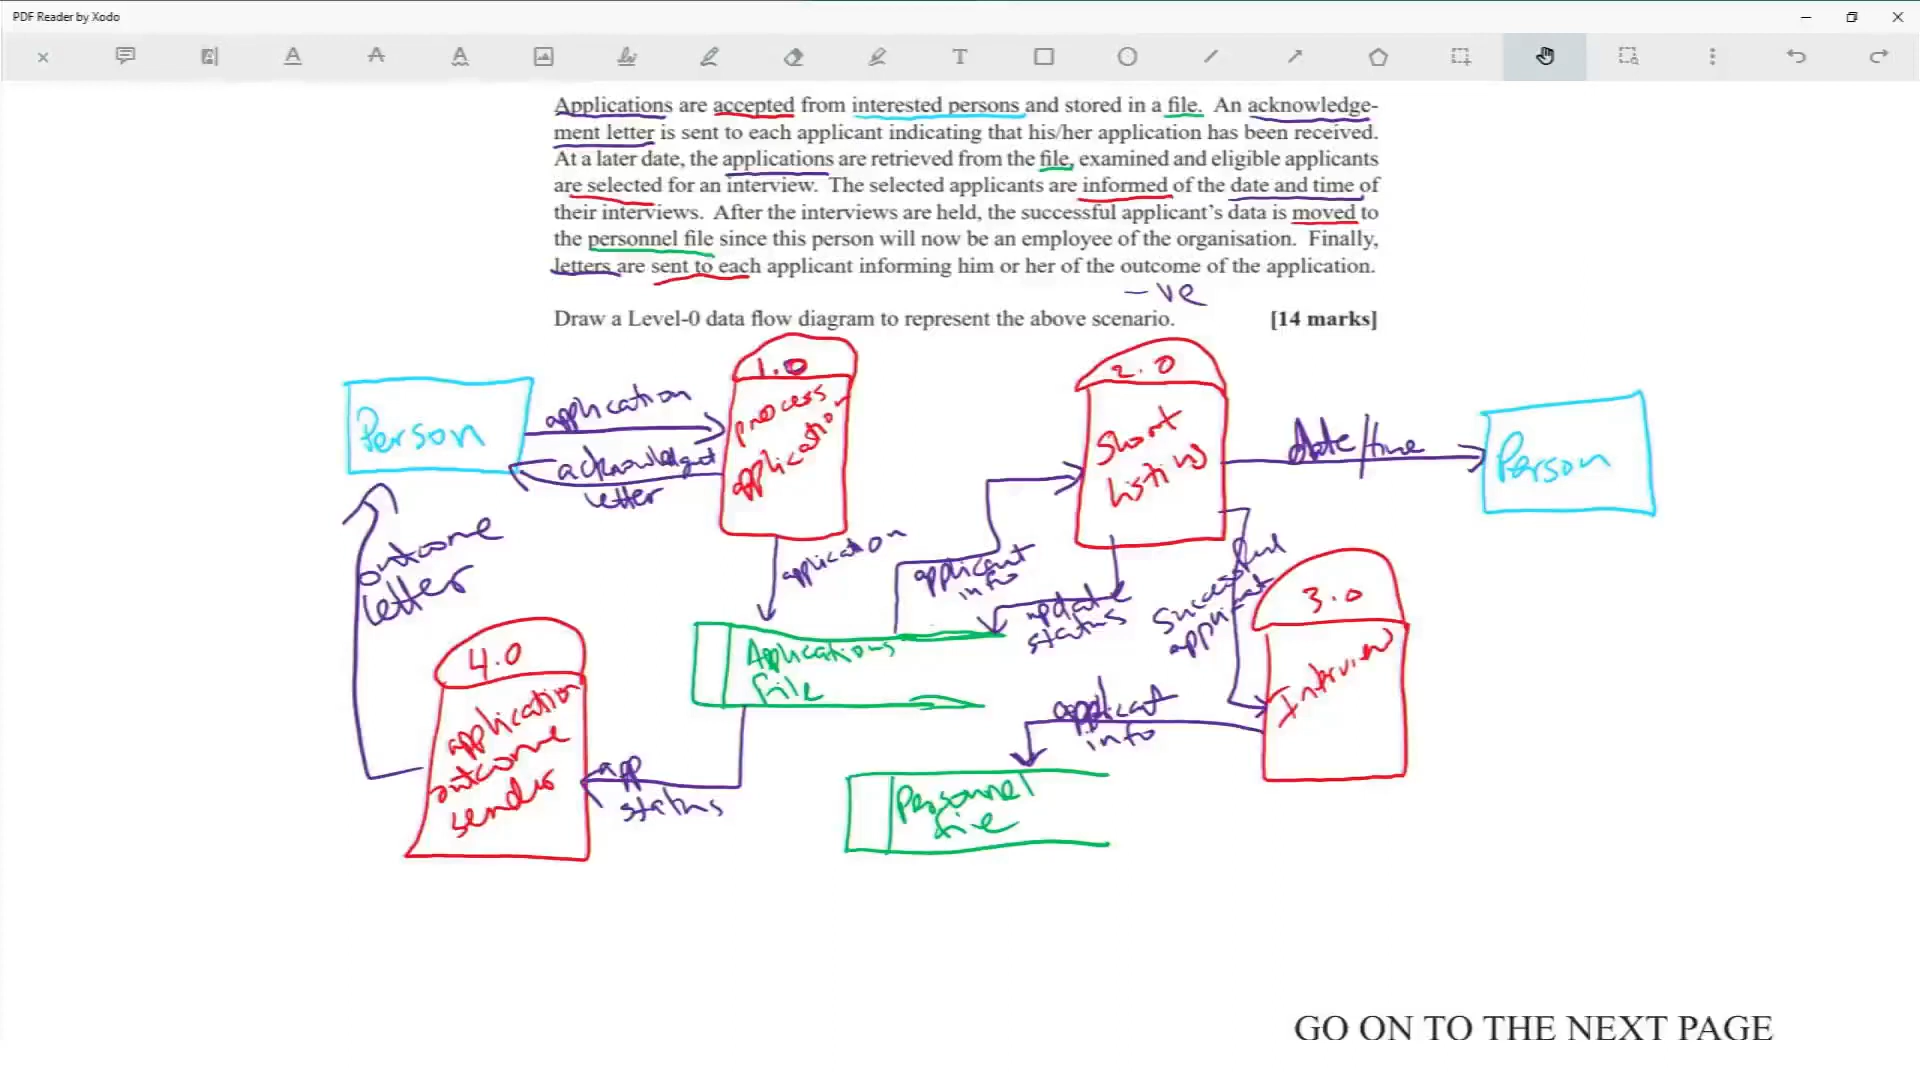 PDF Reader by Xodo
Applications are accepted from interested persons and stored in a file. An acknowledge-
ment letter is sent to each applicant indicating that his/her application has been received.
At a later date, the applications are retrieved from the file, examined and eligible applicants
are selected for an interview. The selected applicants are informed of the date and time of
their interviews. After the interviews are held, the successful applicant's data is moved to
the personnel file since this person will now be an employee of the organisation. Finally,
letters are sent to each applicant informing him or her of the outcome of the application.
-ve
Draw a Level-0 data flow diagram to represent the above scenario. [14 marks]
1.0
process
application
Person
application
letter
2.0
Short
listing
date/time
Person
outcome
letter
application
applicant
info
update
status
successful
3.0
Interview
4.0
application
outcome
sender
Applications
file
app
status
applicat
info
Personnel
file
GO ON TO THE NEXT PAGE